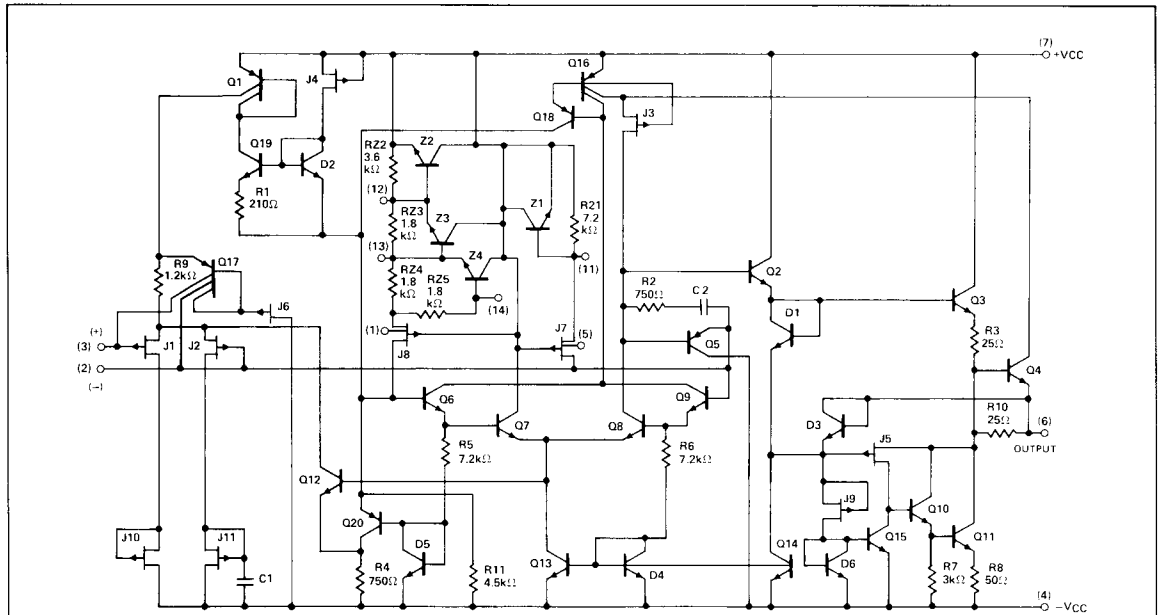 (7)
+VCC
Q16
Q1
J4
J3
Q18
Q19
D2
Z2
RZ2
3.6
kΩ
R1
210Ω
(12)
Z1
R21
7.2
kΩ
RZ3
1.8
kΩ
Z3
(13)
Z4
(11)
Q2
Q3
R9
1.2kΩ
Q17
RZ4
1.8
kΩ
RZ5
1.8
kΩ
(14)
R2
750Ω
C2
D1
R3
25Ω
J6
(1)
J7
(5)
Q5
Q4
(+)
(3)
J1
J2
J8
(2)
(−)
Q6
Q9
D3
R10
25Ω
(6)
OUTPUT
Q7
Q8
J5
R5
7.2kΩ
R6
7.2kΩ
Q12
J9
Q10
Q20
Q11
J10
J11
D5
Q13
D4
Q14
Q15
D6
C1
R4
750Ω
R11
4.5kΩ
R7
3kΩ
R8
50Ω
(4)
−VCC